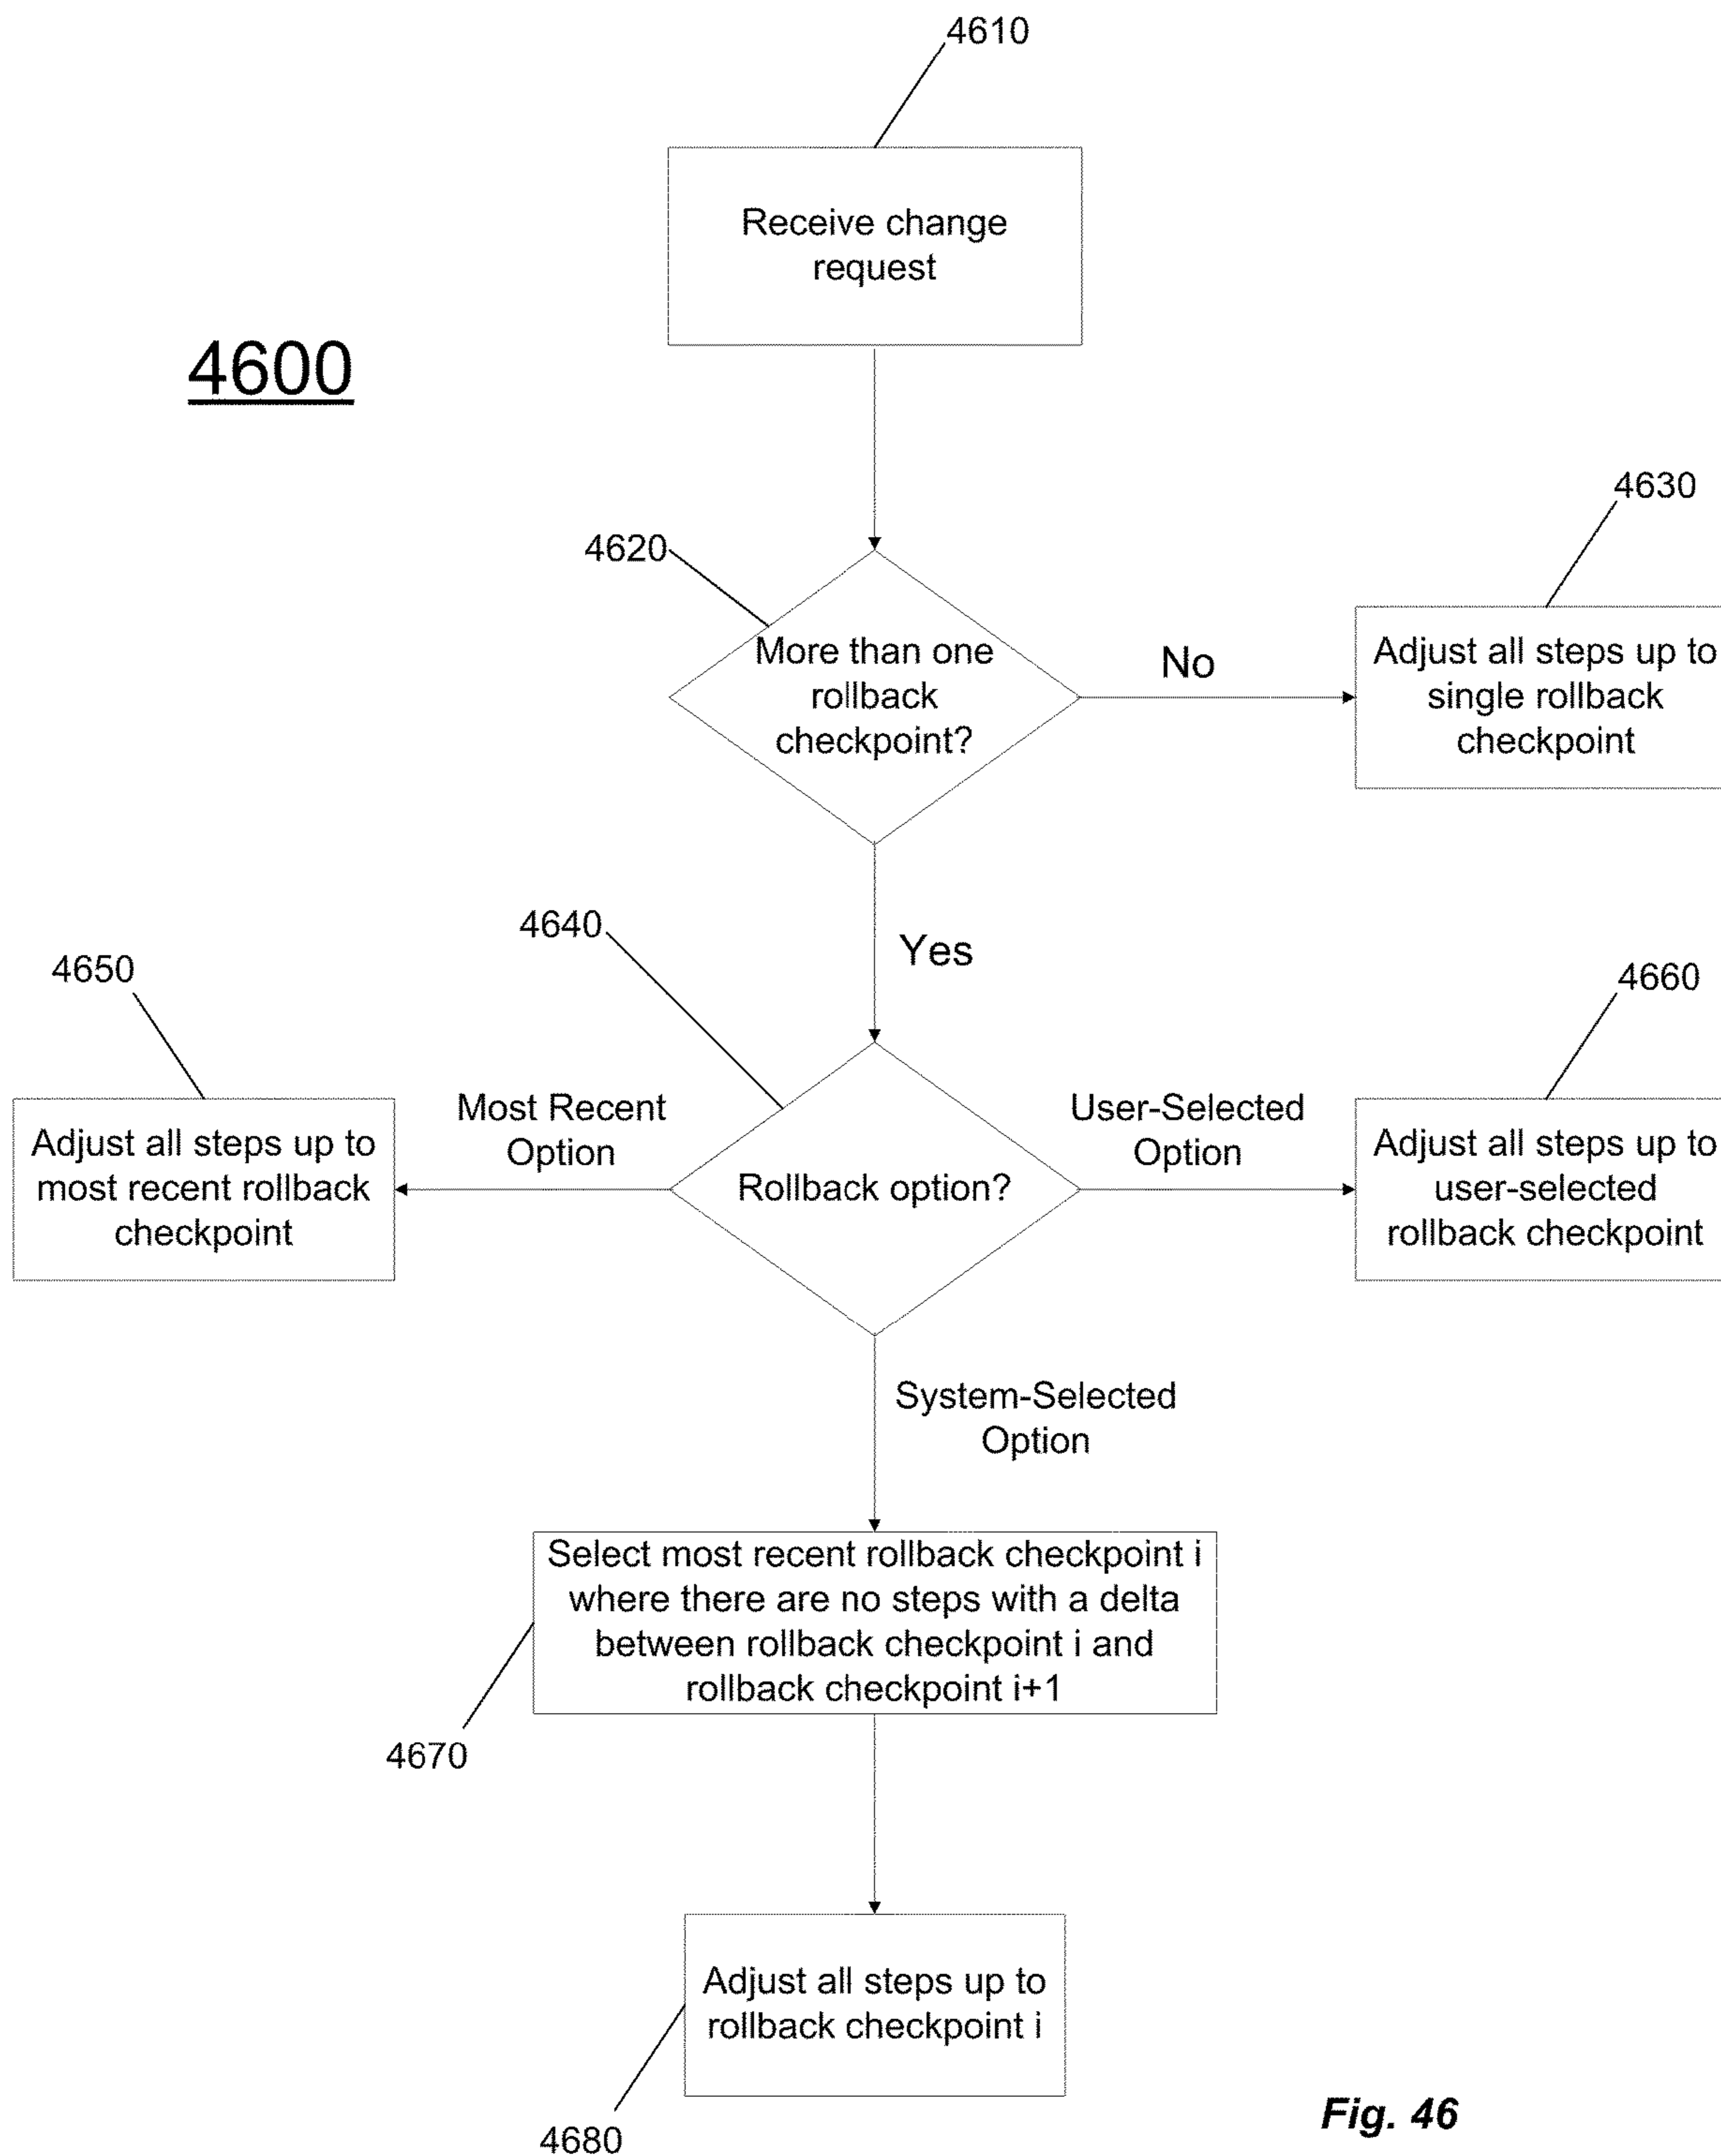 4610
Receive change
request
4600
4630
4620
More than one
rollback
checkpoint?
No
Adjust all steps up to
single rollback
checkpoint
4640
Yes
4650
4660
Most Recent
Option
User-Selected
Option
Adjust all steps up to
most recent rollback
checkpoint
Rollback option?
Adjust all steps up to
user-selected
rollback checkpoint
System-Selected
Option
Select most recent rollback checkpoint i
where there are no steps with a delta
between rollback checkpoint i and
rollback checkpoint i+1
4670
Adjust all steps up to
rollback checkpoint i
4680
Fig. 46